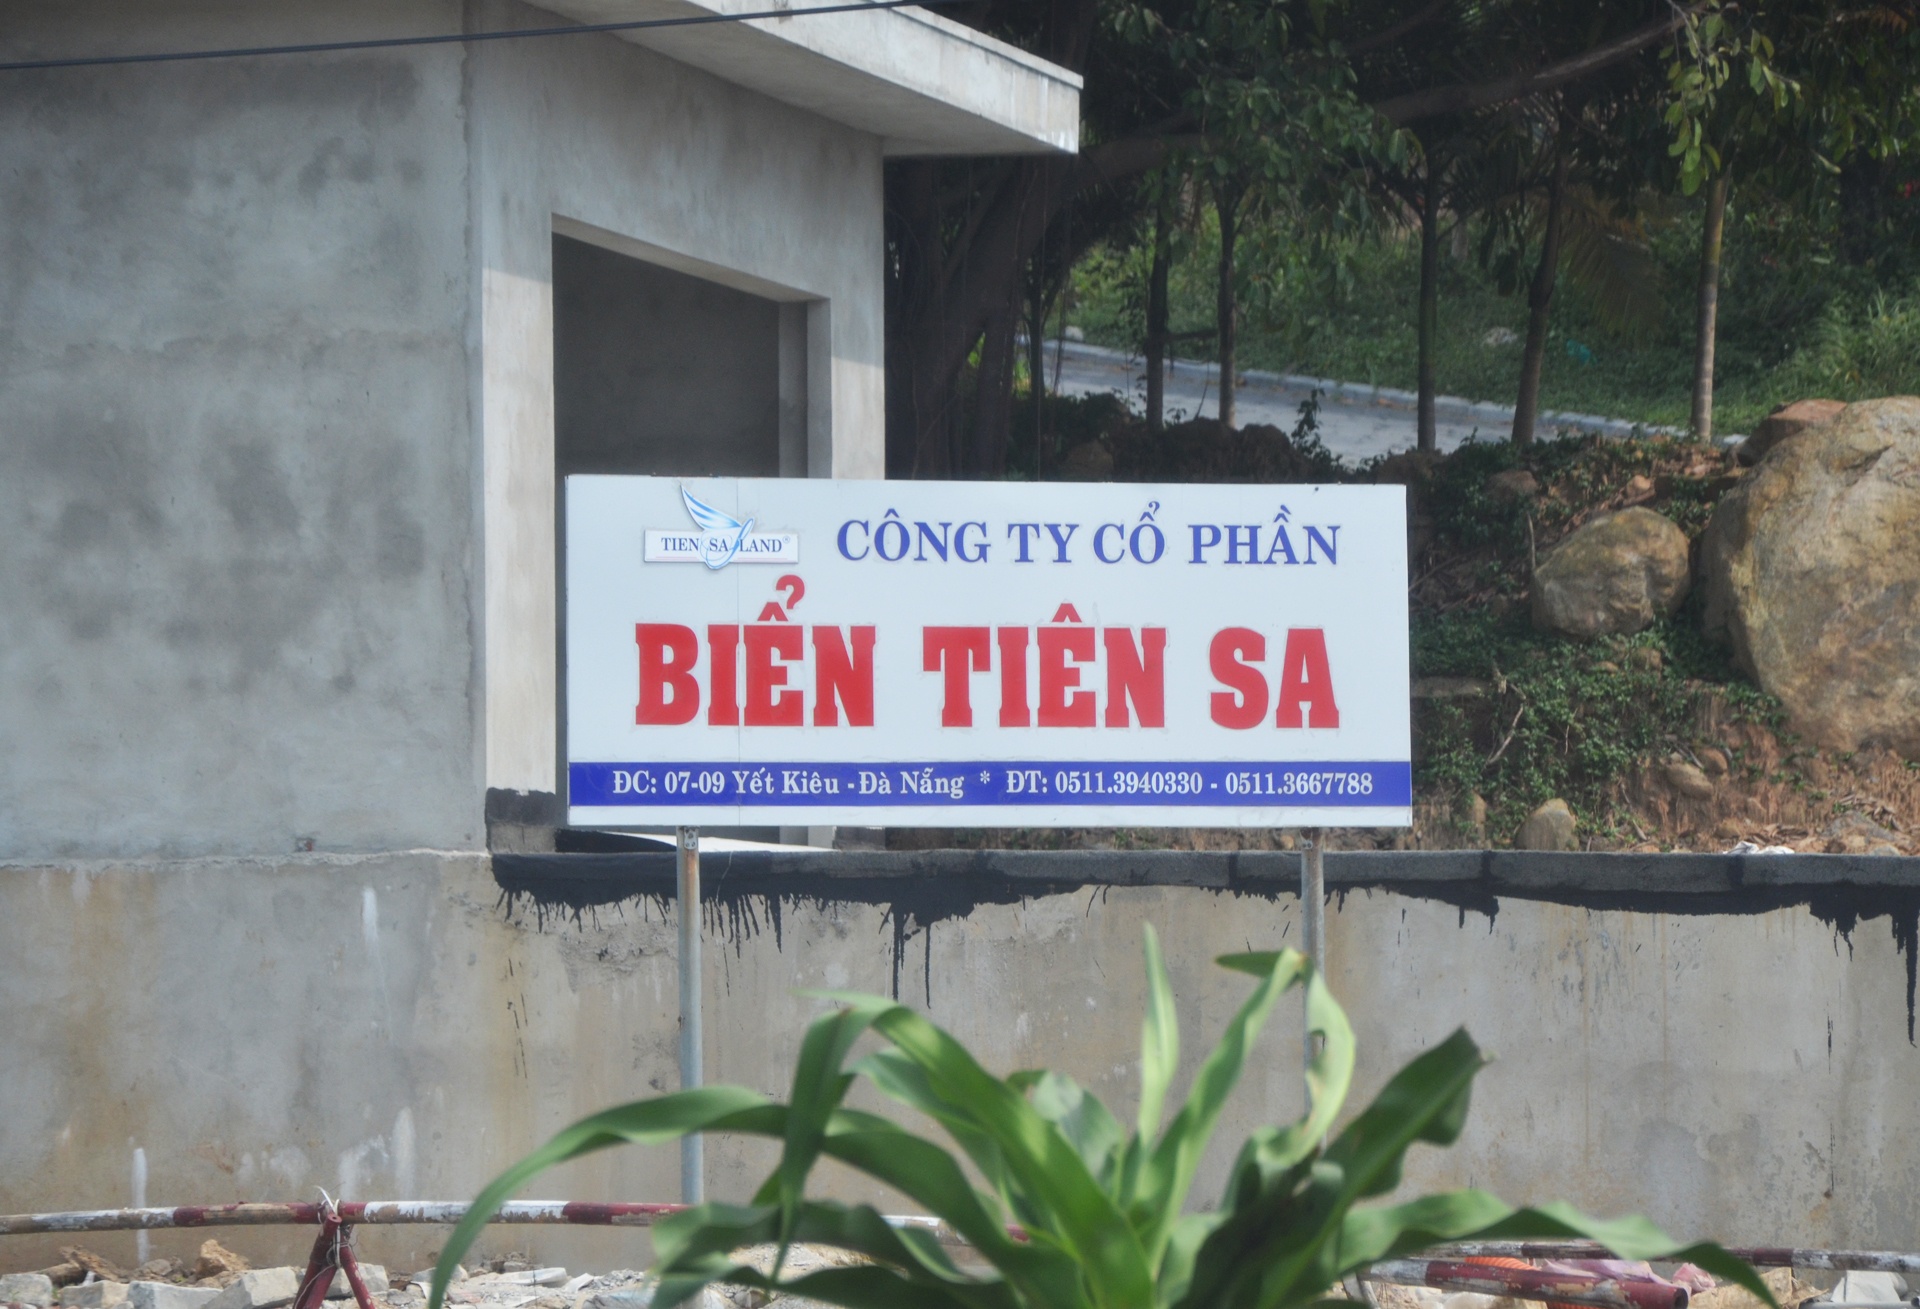 TIEN SA LAND®
CÔNG TY CỔ PHẦN
BIỂN TIÊN SA
ĐC: 07-09 Yết Kiêu - Đà Nẵng * ĐT: 0511.3940330 - 0511.3667788